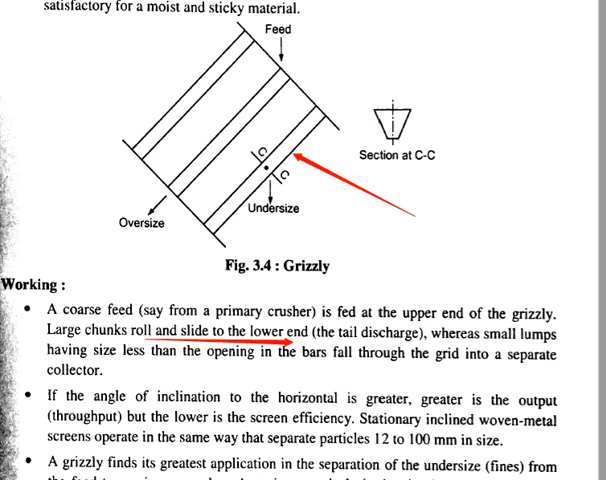 satisfactory for a moist and sticky material.
Feed
C
C
Section at C-C
Undersize
Oversize
Fig. 3.4 : Grizzly
Working :
• A coarse feed (say from a primary crusher) is fed at the upper end of the grizzly.
Large chunks roll and slide to the lower end (the tail discharge), whereas small lumps
having size less than the opening in the bars fall through the grid into a separate
collector.
• If the angle of inclination to the horizontal is greater, greater is the output
(throughput) but the lower is the screen efficiency. Stationary inclined woven-metal
screens operate in the same way that separate particles 12 to 100 mm in size.
• A grizzly finds its greatest application in the separation of the undersize (fines) from